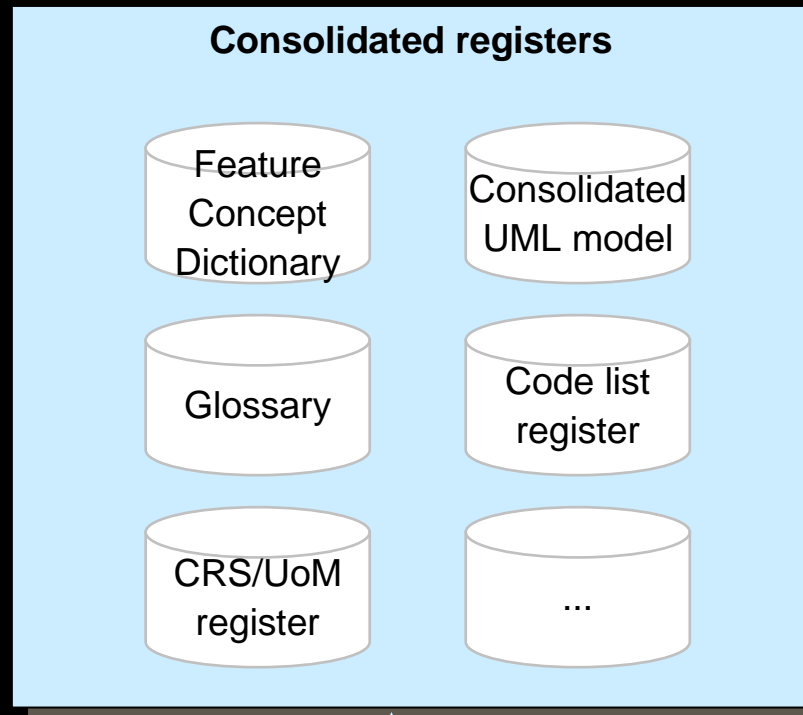 Consolidated registers
Feature
Concept
Dictionary
Consolidated
UML model
Glossary
Code list
register
CRS/UoM
register
...